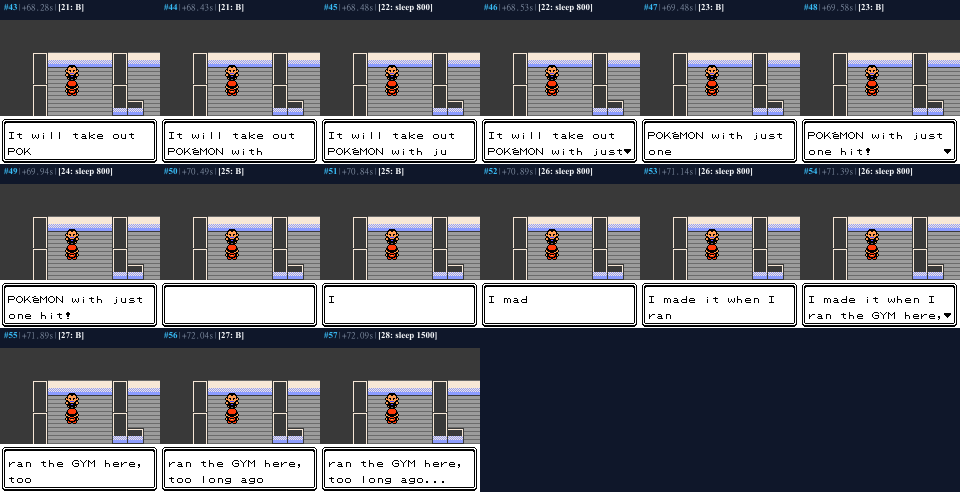 #43|+68.28s| [21: B]
It will take out
POK
#44|+68.43s| [21: B]
It will take out
POKéMON with
#45|+68.48s| [22: sleep 800]
It will take out
POKéMON with ju
#46|+68.53s| [22: sleep 800]
It will take out
POKéMON with just▼
#47|+69.48s| [23: B]
POKéMON with just
one
#48|+69.58s| [23: B]
POKéMON with just
one hit! ▼
#49|+69.94s| [24: sleep 800]
POKéMON with just
one hit!
#50|+70.49s| [25: B]
#51|+70.84s| [25: B]
I
#52|+70.89s| [26: sleep 800]
I mad
#53|+71.14s| [26: sleep 800]
I made it when I
ran
#54|+71.39s| [26: sleep 800]
I made it when I
ran the GYM here,▼
#55|+71.89s| [27: B]
ran the GYM here,
too
#56|+72.04s| [27: B]
ran the GYM here,
too long ago
#57|+72.09s| [28: sleep 1500]
ran the GYM here,
too long ago...